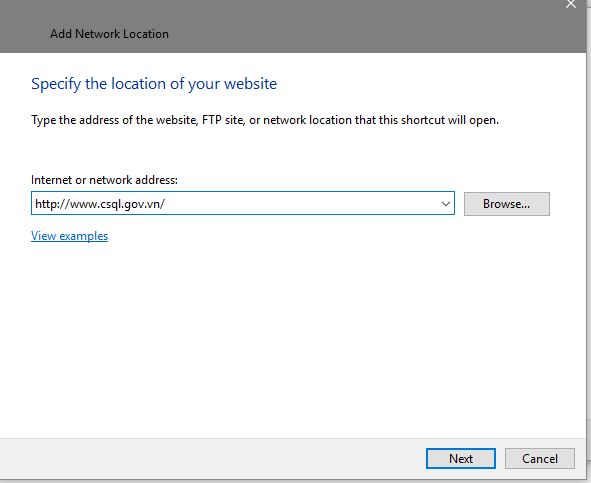 Add Network Location
Specify the location of your website
Type the address of the website, FTP site, or network location that this shortcut will open.
Internet or network address:
http://www.csql.gov.vn/
Browse...
View examples
Next
Cancel